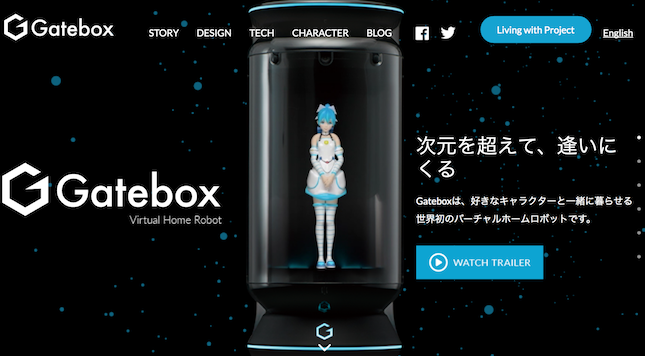 Gatebox
STORY
DESIGN
TECH
CHARACTER
BLOG
Living with Project
English
Gatebox
Virtual Home Robot
次元を超えて、逢いに
くる
Gateboxは、好きなキャラクターと一緒に暮らせる
世界初のバーチャルホームロボットです。
WATCH TRAILER